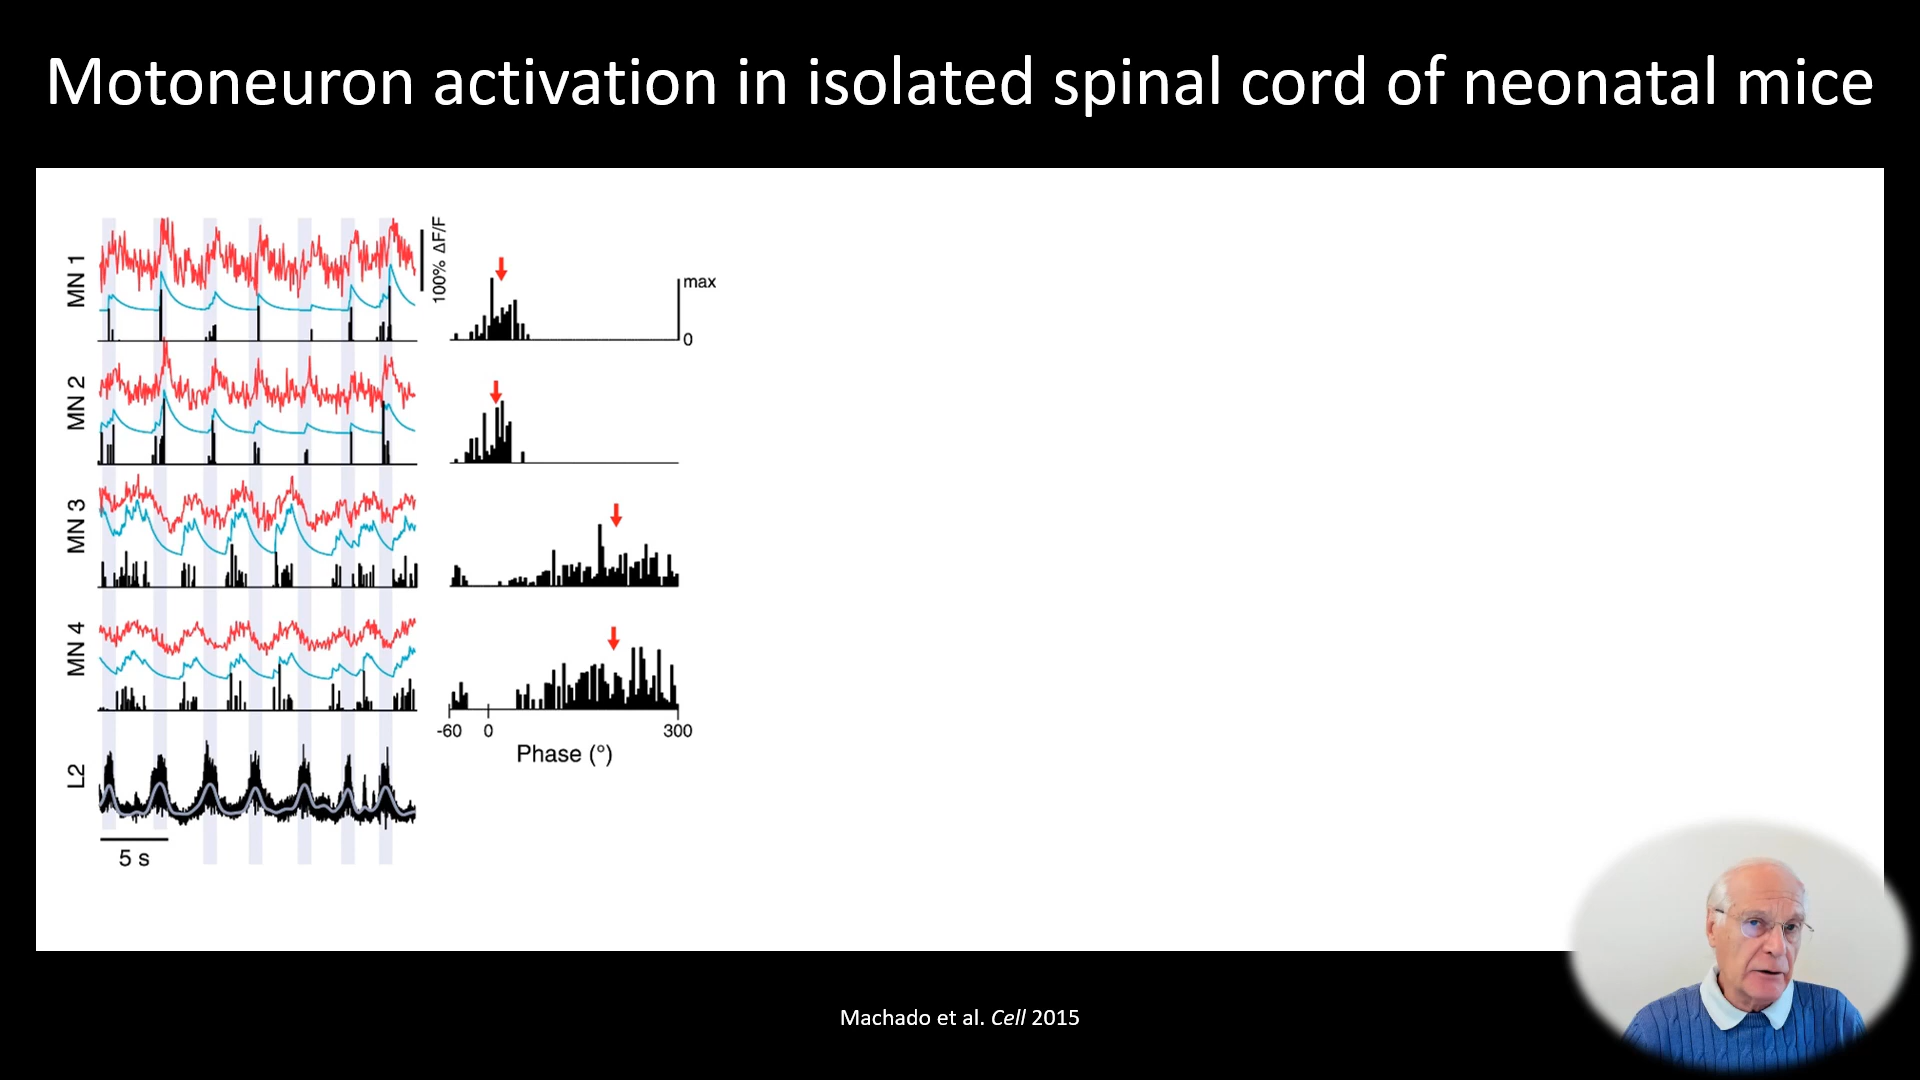 Motoneuron activation in isolated spinal cord of neonatal mice
MN 1
100% ΔF/F
max
0
MN 2
MN 3
MN 4
-60 0 300
Phase (°)
L2
5 s
Machado et al. Cell 2015